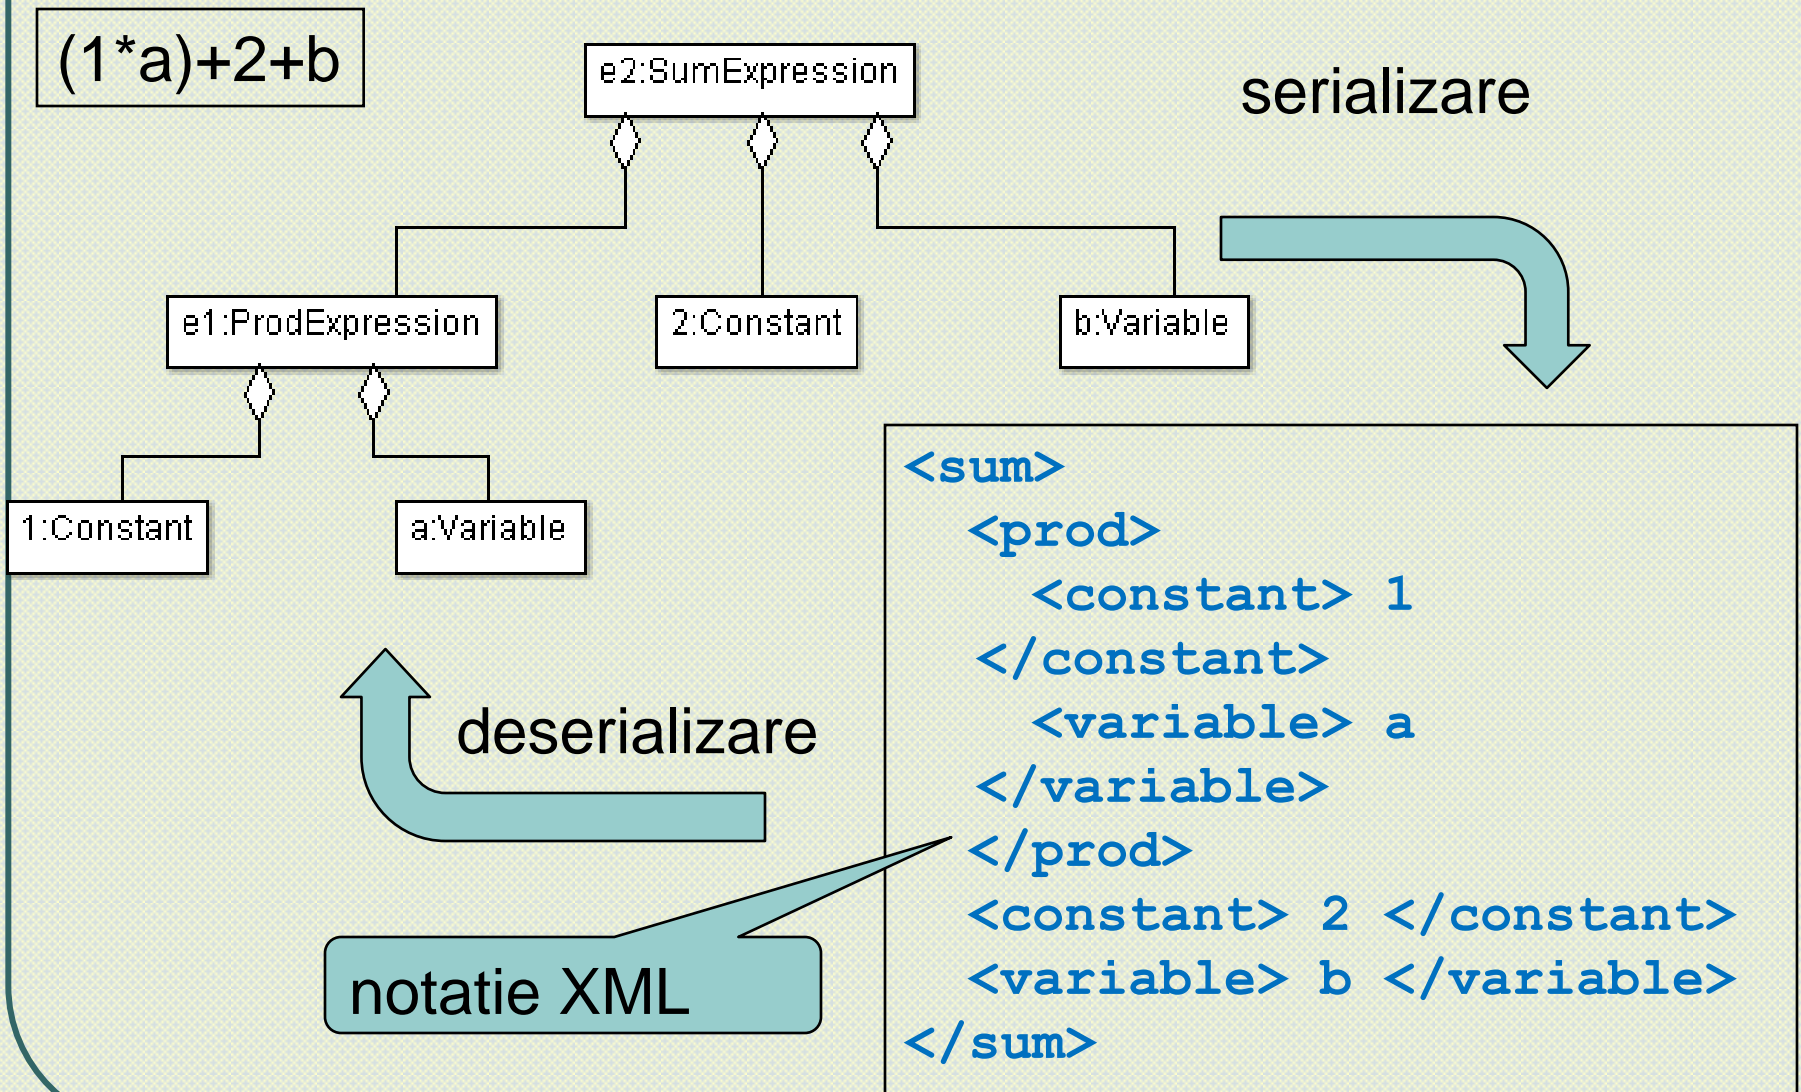 (1*a)+2+b
e2:SumExpression
serializare
e1:ProdExpression
2:Constant
b:Variable
1:Constant
a:Variable
deserializare
notatie XML
<sum>
<prod>
<constant> 1
</constant>
<variable> a
</variable>
</prod>
<constant> 2 </constant>
<variable> b </variable>
</sum>